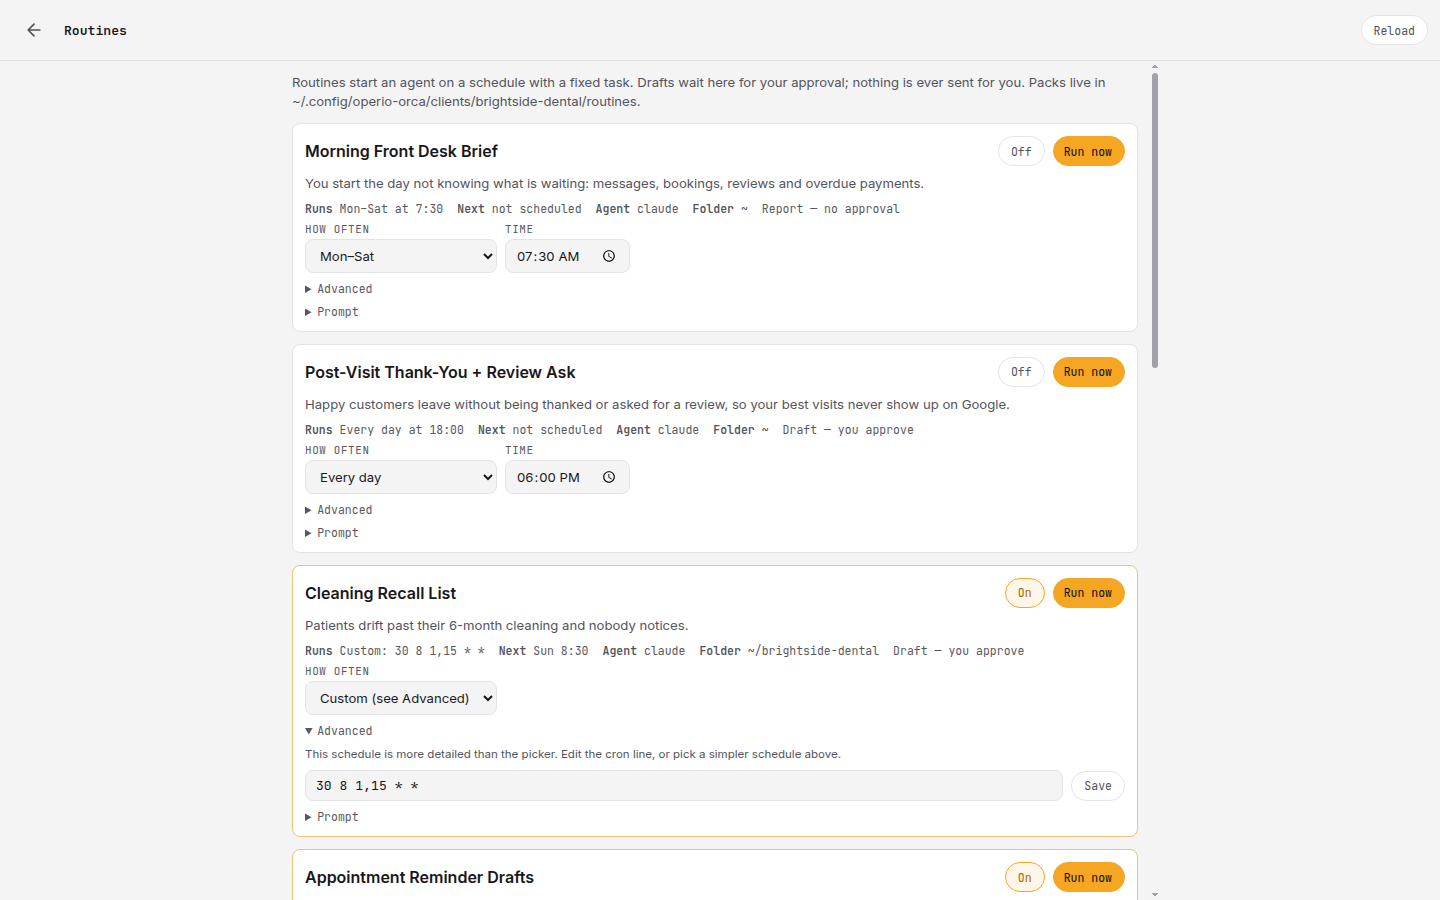 Routines
Reload
Routines start an agent on a schedule with a fixed task. Drafts wait here for your approval; nothing is ever sent for you. Packs live in
~/.config/operio-orca/clients/brightside-dental/routines.
Morning Front Desk Brief
Off
Run now
You start the day not knowing what is waiting: messages, bookings, reviews and overdue payments.
Runs Mon–Sat at 7:30 Next not scheduled Agent claude Folder ~ Report — no approval
HOW OFTEN
TIME
Mon–Sat
07:30 AM
Advanced
Prompt
Post-Visit Thank-You + Review Ask
Off
Run now
Happy customers leave without being thanked or asked for a review, so your best visits never show up on Google.
Runs Every day at 18:00 Next not scheduled Agent claude Folder ~ Draft — you approve
HOW OFTEN
TIME
Every day
06:00 PM
Advanced
Prompt
Cleaning Recall List
On
Run now
Patients drift past their 6-month cleaning and nobody notices.
Runs Custom: 30 8 1,15 * * Next Sun 8:30 Agent claude Folder ~/brightside-dental Draft — you approve
HOW OFTEN
Custom (see Advanced)
Advanced
This schedule is more detailed than the picker. Edit the cron line, or pick a simpler schedule above.
30 8 1,15 * *
Save
Prompt
Appointment Reminder Drafts
On
Run now